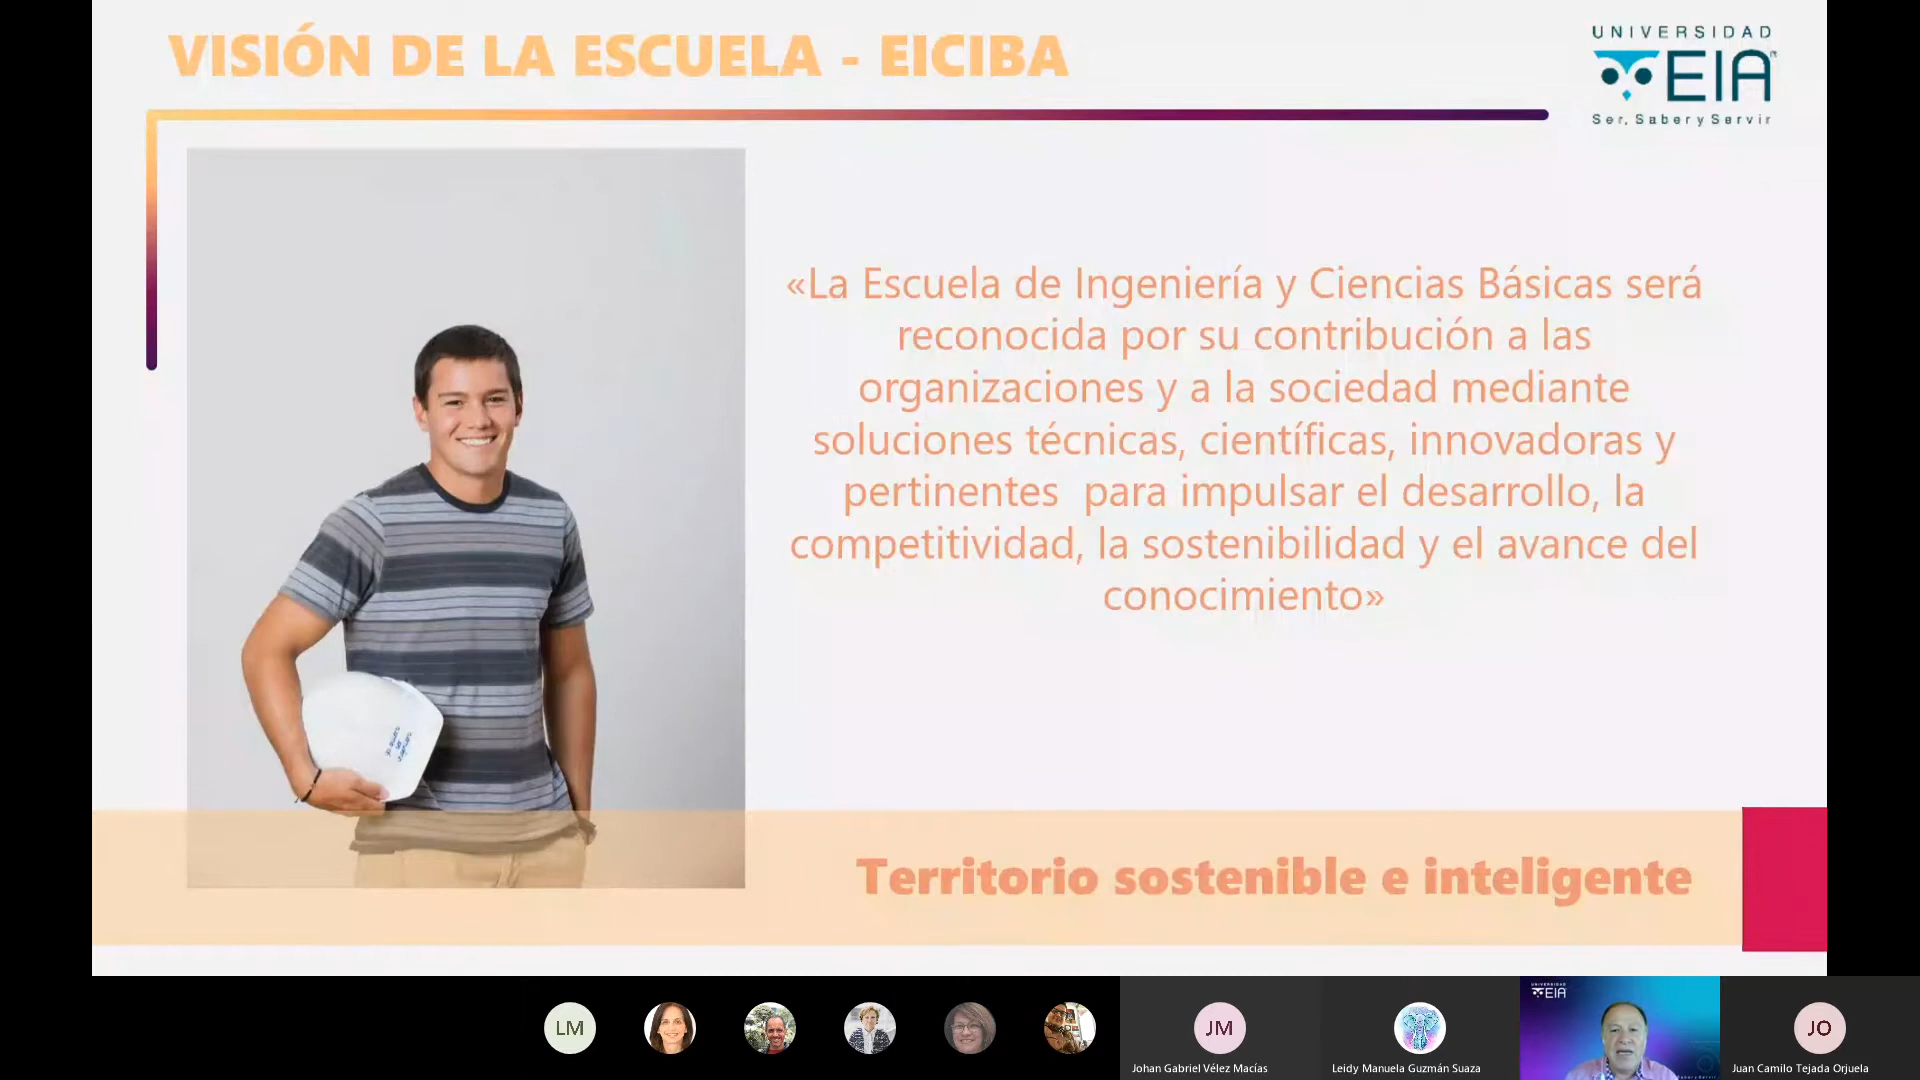 VISIÓN DE LA ESCUELA - EICIBA
UNIVERSIDAD
EIA
Ser, Saber y Servir
«La Escuela de Ingeniería y Ciencias Básicas será
reconocida por su contribución a las
organizaciones y a la sociedad mediante
soluciones técnicas, científicas, innovadoras y
pertinentes  para impulsar el desarrollo, la
competitividad, la sostenibilidad y el avance del
conocimiento»
Territorio sostenible e inteligente
LM
JM
Johan Gabriel Vélez Macías
Leidy Manuela Guzmán Suaza
UNIVERSIDAD
EIA
JO
Juan Camilo Tejada Orjuela